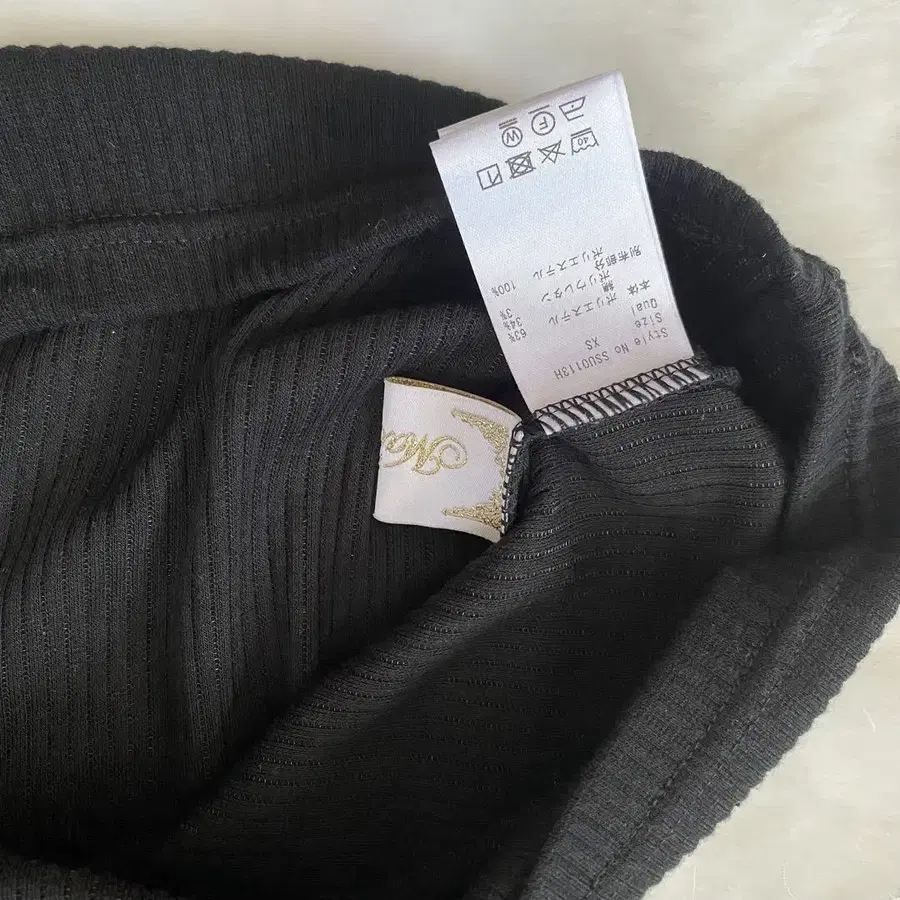 Style No SSU0113H
Size XS
Qual
本体 ポリエステル 63%
綿 34%
ポリウレタン 3%
別布部分
ポリエステル 100%
40
F
W